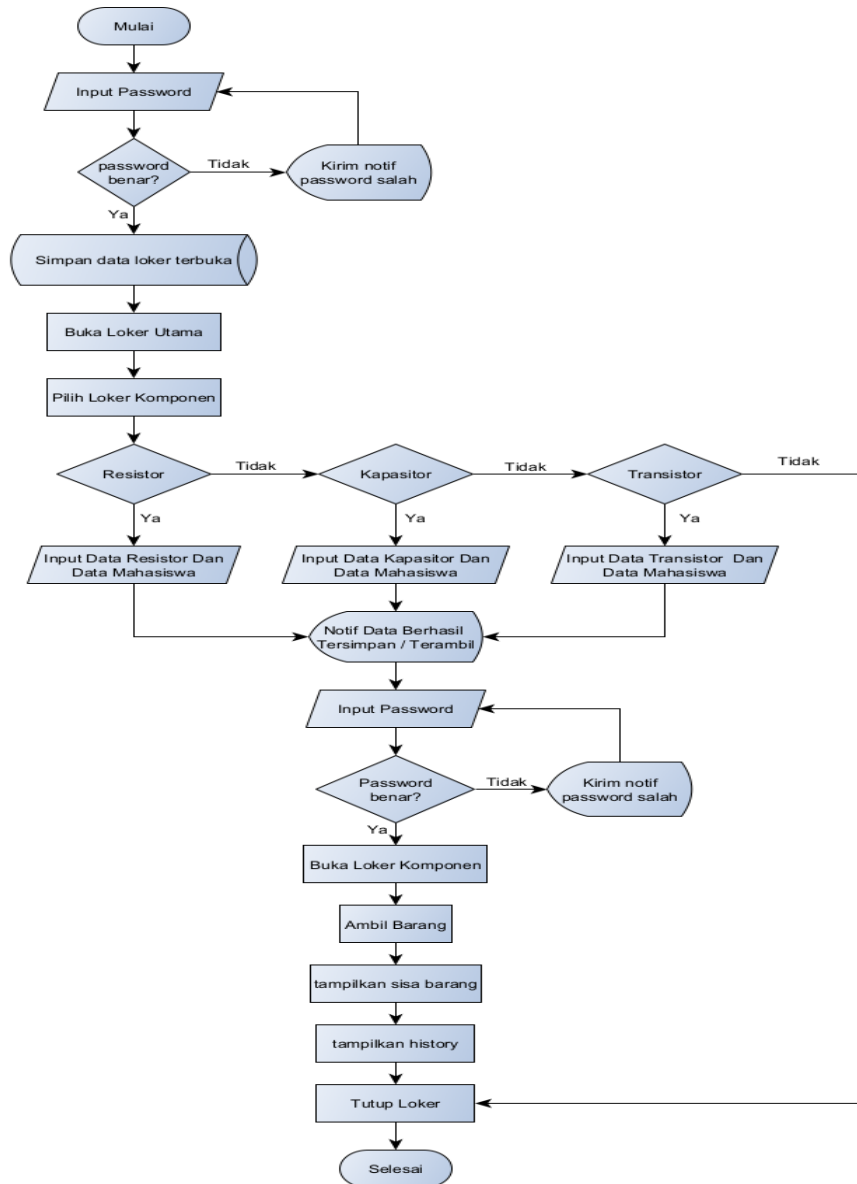 Mulai
Input Password
password
benar?
Tidak
Kirim notif
password salah
Ya
Simpan data loker terbuka
Buka Loker Utama
Pilih Loker Komponen
Resistor
Tidak
Kapasitor
Tidak
Transistor
Tidak
Ya
Ya
Ya
Input Data Resistor Dan
Data Mahasiswa
Input Data Kapasitor Dan
Data Mahasiswa
Input Data Transistor Dan
Data Mahasiswa
Notif Data Berhasil
Tersimpan / Terambil
Input Password
Password
benar?
Tidak
Kirim notif
password salah
Ya
Buka Loker Komponen
Ambil Barang
tampilkan sisa barang
tampilkan history
Tutup Loker
Selesai